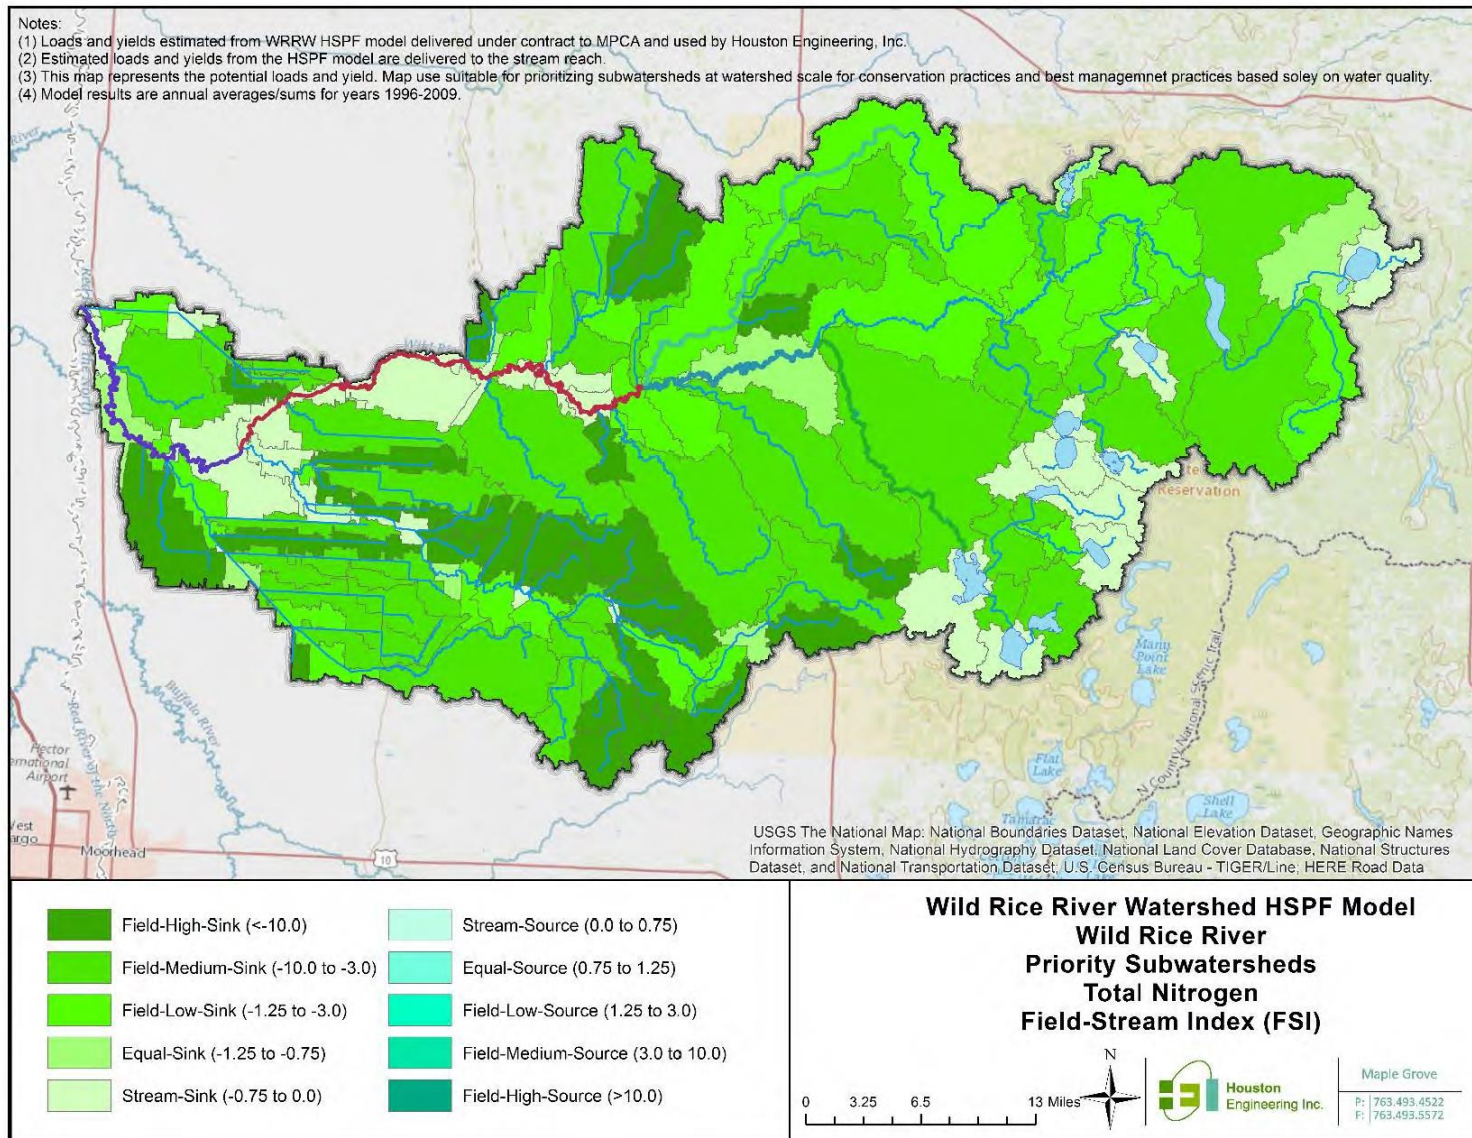 Notes:
(1) Loads and yields estimated from WRRW HSPF model delivered under contract to MPCA and used by Houston Engineering, Inc.
(2) Estimated loads and yields from the HSPF model are delivered to the stream reach.
(3) This map represents the potential loads and yield. Map use suitable for prioritizing subwatersheds at watershed scale for conservation practices and best managemnet practices based soley on water quality.
(4) Model results are annual averages/sums for years 1996-2009.
River
Wild
Reservation
Many
Point
Lake
N Country National Scenic Trail
Buffalo River
Red River of the North
Hector
Airport
Flat
Lake
Shell
Lake
Tamarac
Moorhead
10
USGS The National Map: National Boundaries Dataset, National Elevation Dataset, Geographic Names
Information System, National Hydrography Dataset, National Land Cover Database, National Structures
Dataset, and National Transportation Dataset; U.S. Census Bureau - TIGER/Line; HERE Road Data
Field-High-Sink (<-10.0)
Field-Medium-Sink (-10.0 to -3.0)
Field-Low-Sink (-1.25 to -3.0)
Equal-Sink (-1.25 to -0.75)
Stream-Sink (-0.75 to 0.0)
Stream-Source (0.0 to 0.75)
Equal-Source (0.75 to 1.25)
Field-Low-Source (1.25 to 3.0)
Field-Medium-Source (3.0 to 10.0)
Field-High-Source (>10.0)
Wild Rice River Watershed HSPF Model
Wild Rice River
Priority Subwatersheds
Total Nitrogen
Field-Stream Index (FSI)
0 3.25 6.5 13 Miles
N
Houston
Engineering Inc.
Maple Grove
P: 763.493.4522
F: 763.493.5572